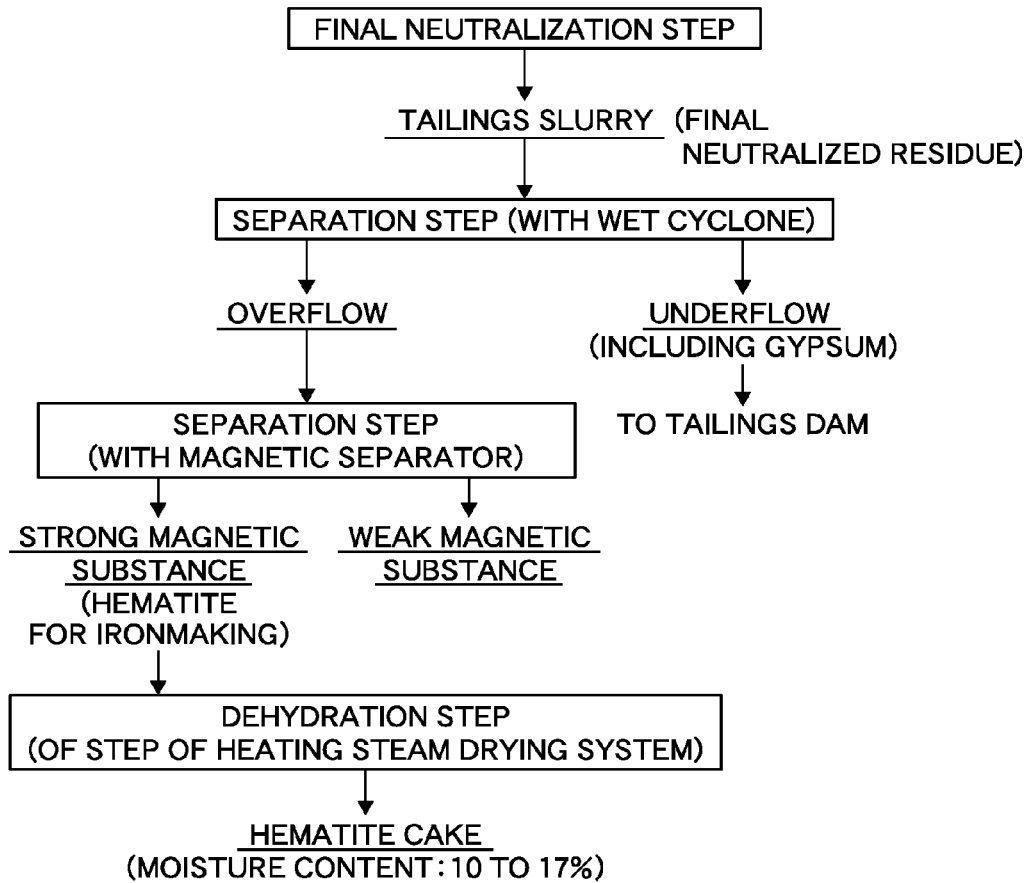 FINAL NEUTRALIZATION STEP
TAILINGS SLURRY (FINAL
NEUTRALIZED RESIDUE)
SEPARATION STEP (WITH WET CYCLONE)
OVERFLOW
UNDERFLOW
(INCLUDING GYPSUM)
TO TAILINGS DAM
SEPARATION STEP
(WITH MAGNETIC SEPARATOR)
STRONG MAGNETIC
SUBSTANCE
(HEMATITE
FOR IRONMAKING)
WEAK MAGNETIC
SUBSTANCE
DEHYDRATION STEP
(OF STEP OF HEATING STEAM DRYING SYSTEM)
HEMATITE CAKE
(MOISTURE CONTENT:10 TO 17%)